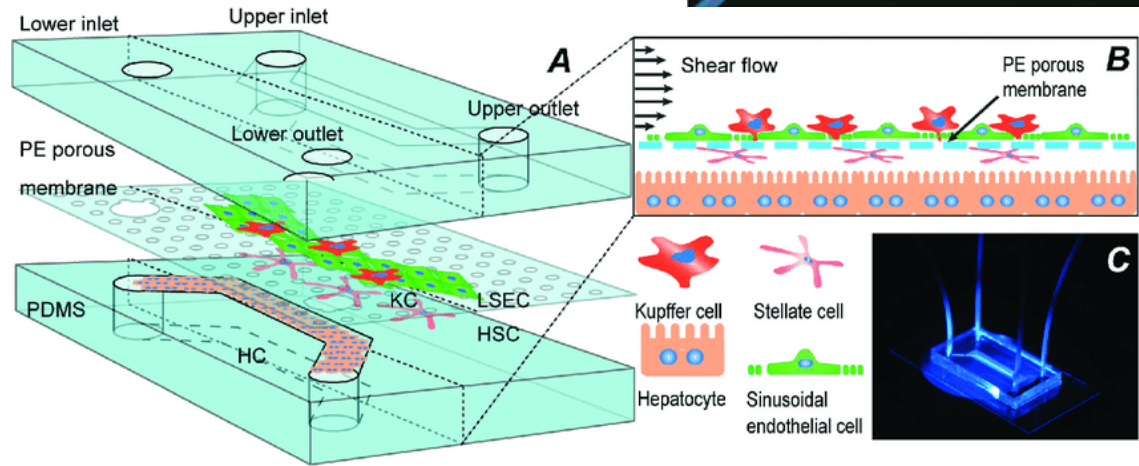 Lower inlet
Upper inlet
A
Upper outlet
Lower outlet
PE porous
membrane
KC
LSEC
HSC
PDMS
HC
B
Shear flow
PE porous
membrane
Kupffer cell
Stellate cell
Hepatocyte
Sinusoidal
endothelial cell
C